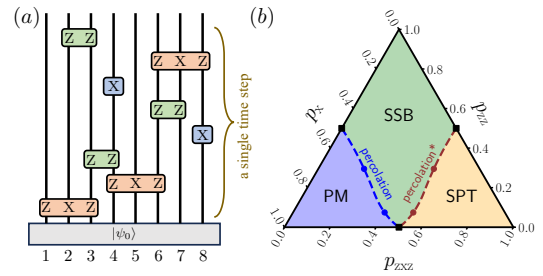 (a)
Z Z
Z X Z
X
Z Z
X
Z Z
Z X Z
Z X Z
|ψ₀⟩
1 2 3 4 5 6 7 8
a single time step
(b)
0.0
0.2
0.4
0.6
0.8
1.0
pₓ
1.0
0.8
0.6
0.4
0.2
0.0
p_zz
SSB
PM
SPT
percolation
percolation*
0.0 0.2 0.4 0.6 0.8 1.0
p_zxz